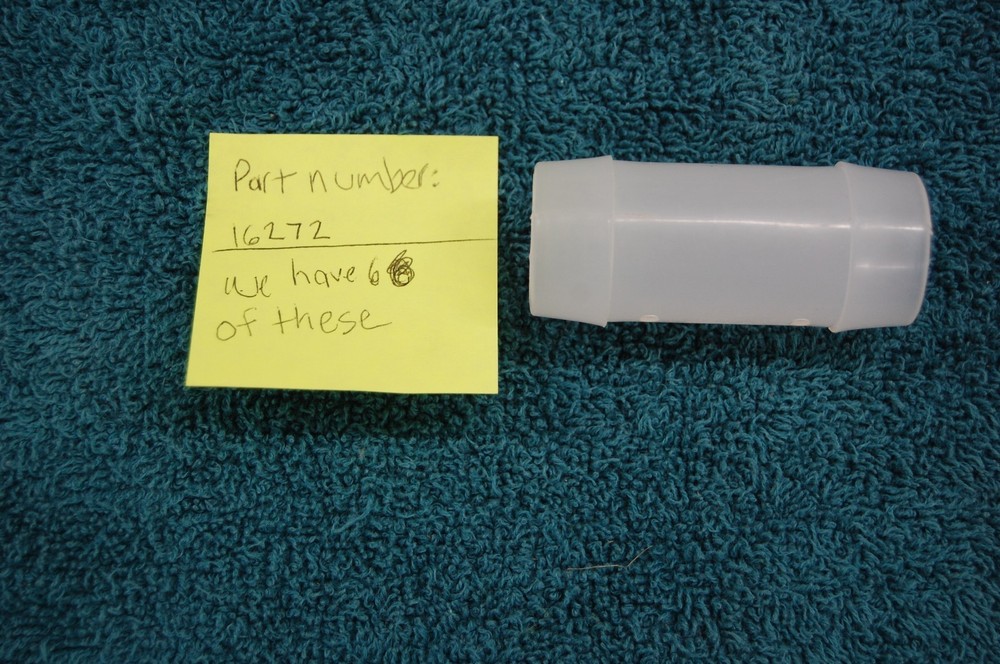 Part number:
16272
we have 6
of these